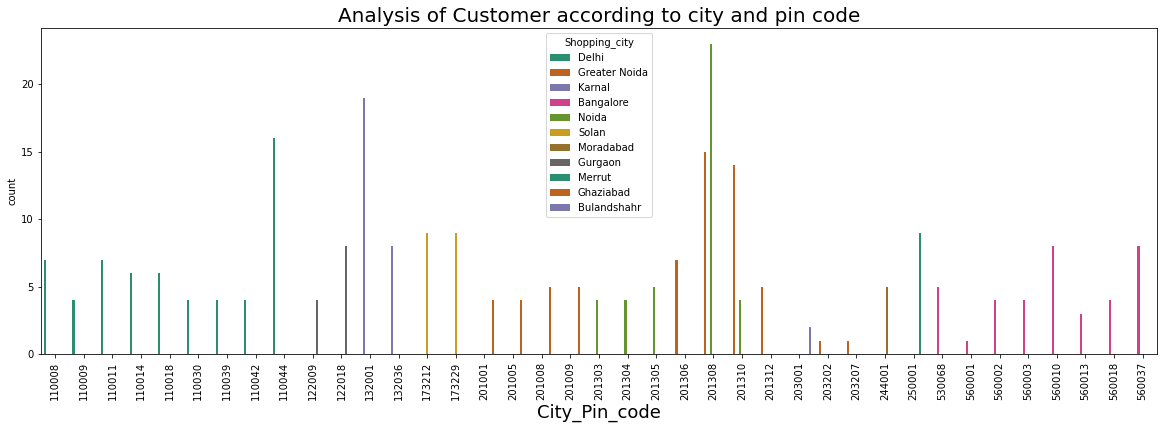 Analysis of Customer according to city and pin code
Shopping_city
Delhi
Greater Noida
Karnal
Bangalore
Noida
Solan
Moradabad
Gurgaon
Merrut
Ghaziabad
Bulandshahr
count
20
15
10
5
0
110008
110009
110011
110014
110018
110030
110039
110042
110044
122009
122018
132001
132036
173212
173229
201001
201005
201008
201009
201303
201304
201305
201306
201308
201310
201312
203001
203202
203207
244001
250001
530068
560001
560002
560003
560010
560013
560018
560037
City_Pin_code